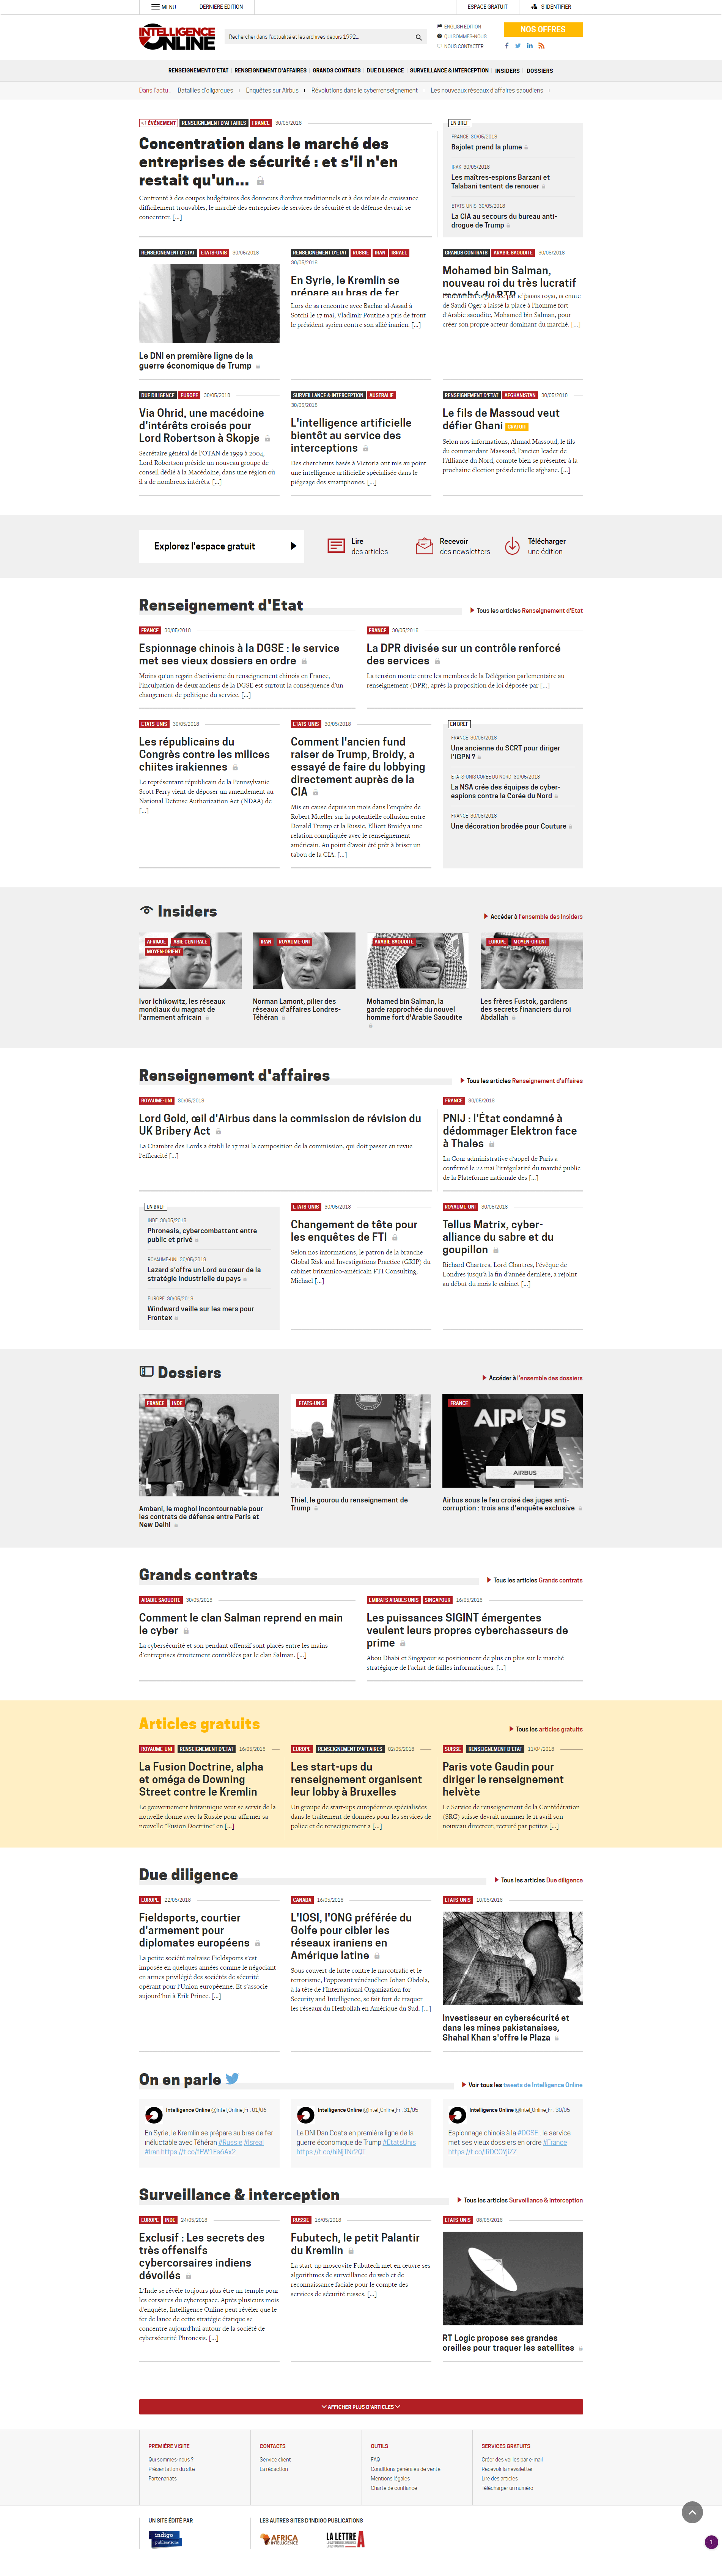 MENU
DERNIERE EDITION
ESPACE GRATUIT
S'IDENTIFIER
INTELLIGENCE ONLINE
Rechercher dans l'actualité et les archives depuis 1992...
ENGLISH EDITION
QUI SOMMES-NOUS
NOUS CONTACTER
NOS OFFRES
RENSEIGNEMENT D'ETAT
RENSEIGNEMENT D'AFFAIRES
GRANDS CONTRATS
DUE DILIGENCE
SURVEILLANCE & INTERCEPTION
INSIDERS
DOSSIERS
Dans l'actu :
Batailles d'oligarques
Enquêtes sur Airbus
Révolutions dans le cyberrenseignement
Les nouveaux réseaux d'affaires saoudiens
ÉVÉNEMENT RENSEIGNEMENT D'AFFAIRES FRANCE 30/05/2018
Concentration dans le marché des
entreprises de sécurité : et s'il n'en
restait qu'un...
Confronté à des coupes budgétaires des donneurs d'ordres traditionnels et à des relais de croissance
difficilement trouvables, le marché des entreprises de services de sécurité et de défense devrait se
concentrer. [...]
EN BREF
FRANCE 30/05/2018
Bajolet prend la plume
IRAK 30/05/2018
Les maîtres-espions Barzani et
Talabani tentent de renouer
ETATS-UNIS 30/05/2018
La CIA au secours du bureau anti-
drogue de Trump
RENSEIGNEMENT D'ETAT ETATS-UNIS 30/05/2018
Le DNI en première ligne de la
guerre économique de Trump
RENSEIGNEMENT D'ETAT RUSSIE IRAN ISRAEL
30/05/2018
En Syrie, le Kremlin se
prépare au bras de fer
Lors de sa rencontre avec Bachar al-Assad à
Sotchi le 17 mai, Vladimir Poutine a pris de front
le président syrien contre son allié iranien. [...]
GRANDS CONTRATS ARABIE SAOUDITE 30/05/2018
Mohamed bin Salman,
nouveau roi du très lucratif
marché du BTP
de Saudi Oger a laissé la place à l'homme fort
d'Arabie saoudite, Mohamed bin Salman, pour
créer son propre acteur dominant du marché. [...]
DUE DILIGENCE EUROPE 30/05/2018
Via Ohrid, une macédoine
d'intérêts croisés pour
Lord Robertson à Skopje
Secrétaire général de l'OTAN de 1999 à 2004,
Lord Robertson préside un nouveau groupe de
conseil dédié à la Macédoine, dans une région où
il a de nombreux intérêts. [...]
SURVEILLANCE & INTERCEPTION AUSTRALIE
30/05/2018
L'intelligence artificielle
bientôt au service des
interceptions
Des chercheurs basés à Victoria ont mis au point
une intelligence artificielle spécialisée dans le
piégeage des smartphones. [...]
RENSEIGNEMENT D'ETAT AFGHANISTAN 30/05/2018
Le fils de Massoud veut
défier Ghani GRATUIT
Selon nos informations, Ahmad Massoud, le fils
du commandant Massoud, l'ancien leader de
l'Alliance du Nord, compte bien se présenter à la
prochaine élection présidentielle afghane. [...]
Explorez l'espace gratuit
Lire
des articles
Recevoir
des newsletters
Télécharger
une édition
Renseignement d'Etat
Tous les articles Renseignement d'Etat
FRANCE 30/05/2018
Espionnage chinois à la DGSE : le service
met ses vieux dossiers en ordre
Moins qu'un regain d'activisme du renseignement chinois en France,
l'inculpation de deux anciens de la DGSE est surtout la conséquence d'un
changement de politique du service. [...]
FRANCE 30/05/2018
La DPR divisée sur un contrôle renforcé
des services
La tension monte entre les membres de la Délégation parlementaire au
renseignement (DPR), après la proposition de loi déposée par [...]
ETATS-UNIS 30/05/2018
Les républicains du
Congrès contre les milices
chiites irakiennes
Le représentant républicain de la Pennsylvanie
Scott Perry vient de déposer un amendement au
National Defense Authorization Act (NDAA) de
[...]
ETATS-UNIS 30/05/2018
Comment l'ancien fund
raiser de Trump, Broidy, a
essayé de faire du lobbying
directement auprès de la
CIA
Mis en cause depuis un mois dans l'enquête de
Robert Mueller sur la potentielle collusion entre
Donald Trump et la Russie, Elliott Broidy a une
relation compliquée avec le renseignement
américain. Au point d'avoir été prêt à briser un
tabou de la CIA. [...]
EN BREF
FRANCE 30/05/2018
Une ancienne du SCRT pour diriger
l'IGPN ?
ETATS-UNIS COREE DU NORD 30/05/2018
La NSA crée des équipes de cyber-
espions contre la Corée du Nord
FRANCE 30/05/2018
Une décoration brodée pour Couture
Insiders
Accéder à l'ensemble des Insiders
AFRIQUE ASIE CENTRALE
MOYEN-ORIENT
Ivor Ichikowitz, les réseaux
mondiaux du magnat de
l'armement africain
IRAN ROYAUME-UNI
Norman Lamont, pilier des
réseaux d'affaires Londres-
Téhéran
ARABIE SAOUDITE
Mohamed bin Salman, la
garde rapprochée du nouvel
homme fort d'Arabie Saoudite
EUROPE MOYEN-ORIENT
Les frères Fustok, gardiens
des secrets financiers du roi
Abdallah
Renseignement d'affaires
Tous les articles Renseignement d'affaires
ROYAUME-UNI 30/05/2018
Lord Gold, œil d'Airbus dans la commission de révision du
UK Bribery Act
La Chambre des Lords a établi le 17 mai la composition de la commission, qui doit passer en revue
l'efficacité [...]
FRANCE 30/05/2018
PNIJ : l'État condamné à
dédommager Elektron face
à Thales
La Cour administrative d'appel de Paris a
confirmé le 22 mai l'irrégularité du marché public
de la Plateforme nationale des [...]
EN BREF
INDE 30/05/2018
Phronesis, cybercombattant entre
public et privé
ROYAUME-UNI 30/05/2018
Lazard s'offre un Lord au cœur de la
stratégie industrielle du pays
EUROPE 30/05/2018
Windward veille sur les mers pour
Frontex
ETATS-UNIS 30/05/2018
Changement de tête pour
les enquêtes de FTI
Selon nos informations, le patron de la branche
Global Risk and Investigations Practice (GRIP) du
cabinet britannico-américain FTI Consulting,
Michael [...]
ROYAUME-UNI 30/05/2018
Tellus Matrix, cyber-
alliance du sabre et du
goupillon
Richard Chartres, Lord Chartres, l'évêque de
Londres jusqu'à la fin d'année dernière, a rejoint
au début du mois le cabinet [...]
Dossiers
Accéder à l'ensemble des dossiers
FRANCE INDE
Ambani, le moghol incontournable pour
les contrats de défense entre Paris et
New Delhi
ETATS-UNIS
Thiel, le gourou du renseignement de
Trump
FRANCE
AIRBUS
AIRBUS
Airbus sous le feu croisé des juges anti-
corruption : trois ans d'enquête exclusive
Grands contrats
Tous les articles Grands contrats
ARABIE SAOUDITE 30/05/2018
Comment le clan Salman reprend en main
le cyber
La cybersécurité et son pendant offensif sont placés entre les mains
d'entreprises étroitement contrôlées par le clan Salman. [...]
EMIRATS ARABES UNIS SINGAPOUR 16/05/2018
Les puissances SIGINT émergentes
veulent leurs propres cyberchasseurs de
prime
Abou Dhabi et Singapour se positionnent de plus en plus sur le marché
stratégique de l'achat de failles informatiques. [...]
Articles gratuits
Tous les articles gratuits
ROYAUME-UNI RENSEIGNEMENT D'ETAT 16/05/2018
La Fusion Doctrine, alpha
et oméga de Downing
Street contre le Kremlin
Le gouvernement britannique veut se servir de la
nouvelle donne avec la Russie pour affirmer sa
nouvelle "Fusion Doctrine" en [...]
EUROPE RENSEIGNEMENT D'AFFAIRES 02/05/2018
Les start-ups du
renseignement organisent
leur lobby à Bruxelles
Un groupe de start-ups européennes spécialisées
dans le traitement de données pour les services de
police et de renseignement a [...]
SUISSE RENSEIGNEMENT D'ETAT 11/04/2018
Paris vote Gaudin pour
diriger le renseignement
helvète
Le Service de renseignement de la Confédération
(SRC) suisse devrait nommer le 11 avril son
nouveau directeur, recruté par petites [...]
Due diligence
Tous les articles Due diligence
EUROPE 22/05/2018
Fieldsports, courtier
d'armement pour
diplomates européens
La petite société maltaise Fieldsports s'est
imposée en quelques années comme le négociant
en armes privilégié des sociétés de sécurité
opérant pour l'Union européenne. Et s'associe
aujourd'hui à Erik Prince. [...]
CANADA 16/05/2018
L'IOSI, l'ONG préférée du
Golfe pour cibler les
réseaux iraniens en
Amérique latine
Sous couvert de lutte contre le narcotrafic et le
terrorisme, l'opposant vénézuélien Johan Obdola,
à la tête de l'International Organization for
Security and Intelligence, se fait fort de traquer
les réseaux du Hezbollah en Amérique du Sud. [...]
ETATS-UNIS 10/05/2018
Investisseur en cybersécurité et
dans les mines pakistanaises,
Shahal Khan s'offre le Plaza
On en parle
Voir tous les tweets de Intelligence Online
Intelligence Online @Intel_Online_Fr . 01/06
En Syrie, le Kremlin se prépare au bras de fer
inéluctable avec Téhéran #Russie #Isreal
Intelligence Online @Intel_Online_Fr . 31/05
Le DNI Dan Coats en première ligne de la
guerre économique de Trump #EtatsUnis
Intelligence Online @Intel_Online_Fr . 30/05
Espionnage chinois à la #DGSE : le service
met ses vieux dossiers en ordre #France
Surveillance & interception
Tous les articles Surveillance & interception
EUROPE INDE 24/05/2018
Exclusif : Les secrets des
très offensifs
cybercorsaires indiens
dévoilés
L'Inde se révèle toujours plus être un temple pour
les corsaires du cyberespace. Après plusieurs mois
d'enquête, Intelligence Online peut révéler que le
fer de lance de cette stratégie étatique se
concentre aujourd'hui autour de la société de
cybersécurité Phronesis. [...]
RUSSIE 16/05/2018
Fubutech, le petit Palantir
du Kremlin
La start-up moscovite Fubutech met en œuvre ses
algorithmes de surveillance du web et de
reconnaissance faciale pour le compte des
services de sécurité russes. [...]
ETATS-UNIS 09/05/2018
RT Logic propose ses grandes
oreilles pour traquer les satellites
AFFICHER PLUS D'ARTICLES
PREMIÈRE VISITE
Qui sommes-nous ?
Présentation du site
Partenariats
CONTACTS
Service client
La rédaction
OUTILS
FAQ
Conditions générales de vente
Mentions légales
Charte de confiance
SERVICES GRATUITS
Créer des veilles par e-mail
Recevoir la newsletter
Lire des articles
Télécharger un numéro
UN SITE ÉDITÉ PAR
indigo
publications
LES AUTRES SITES D'INDIGO PUBLICATIONS
AFRICA
INTELLIGENCE
LA LETTRE A
1